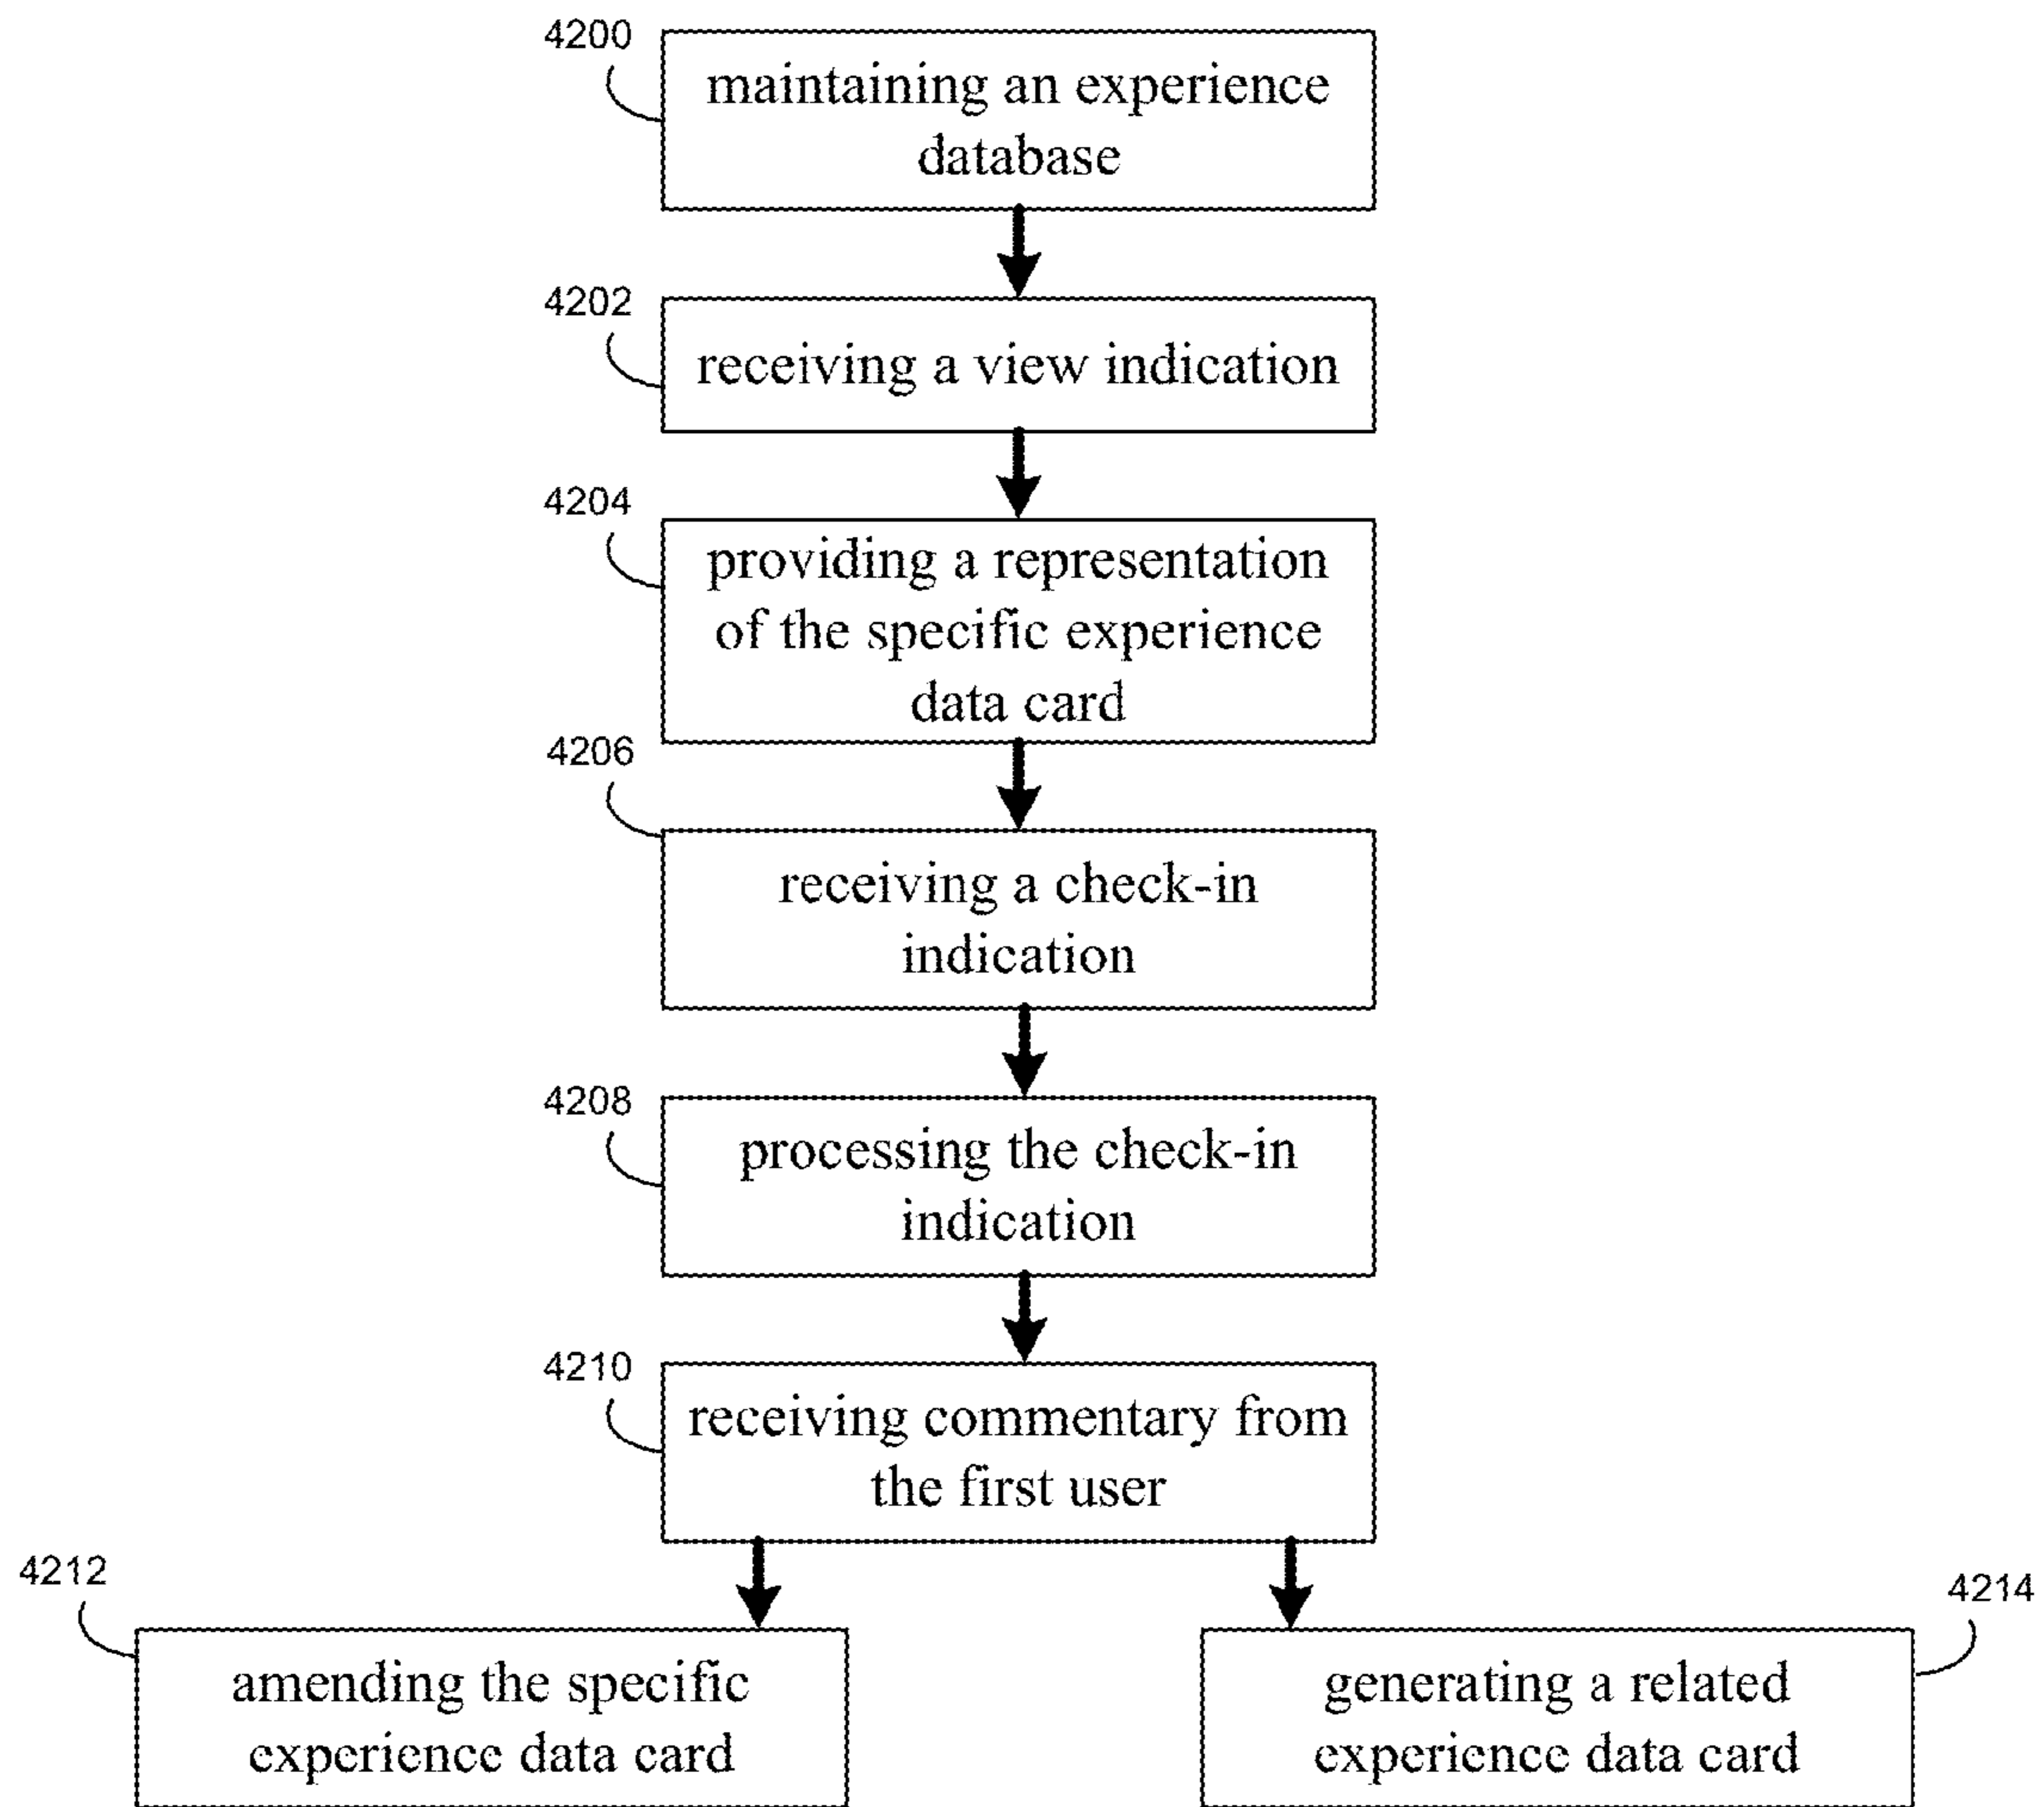 4200
maintaining an experience
database
4202
receiving a view indication
4204
providing a representation
of the specific experience
data card
4206
receiving a check-in
indication
4208
processing the check-in
indication
4210
receiving commentary from
the first user
4212
amending the specific
experience data card
4214
generating a related
experience data card